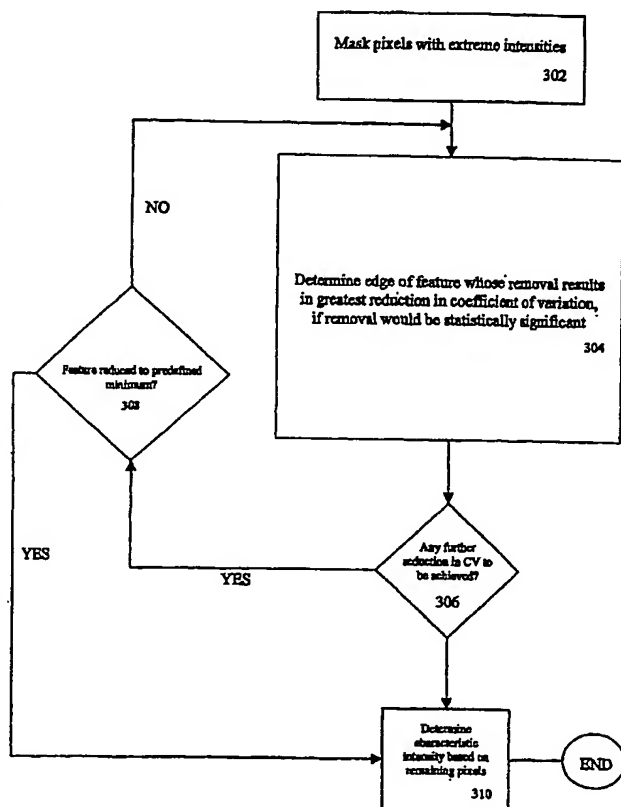 Mask pixels with extreme intensities
302
NO
Determine edge of feature whose removal results
in greatest reduction in coefficient of variation,
if removal would be statistically significant
304
Feature reduced to predefined
minimum?
308
YES
YES
Any further
reduction in CV to
be achieved?
306
Determine
characteristic
intensity based on
remaining pixels
310
END